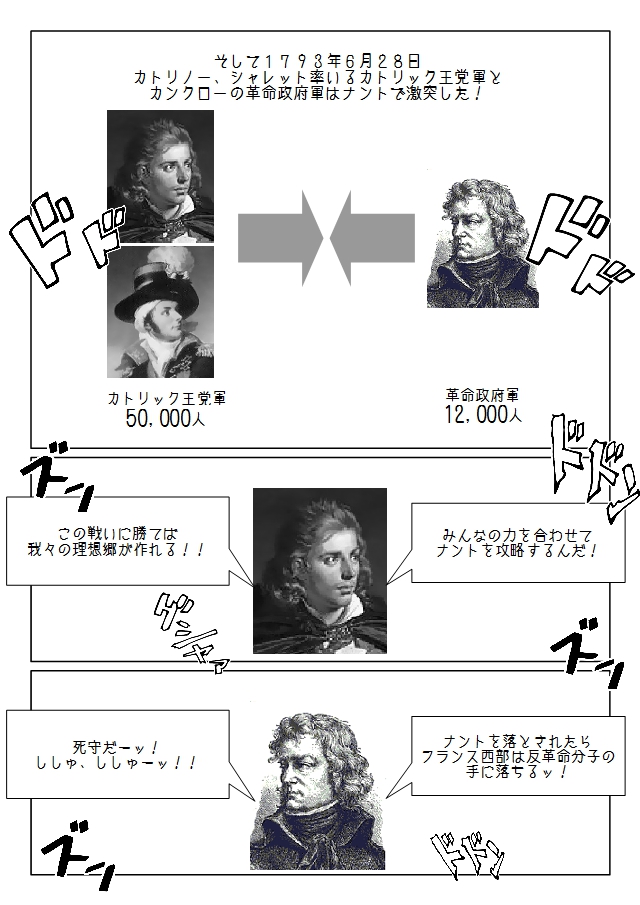 そして１７９３年６月２８日
カトリノー、シャレット率いるカトリック王党軍と
カンクローの革命政府軍はナントで激突した！
ドド
ドド
カトリック王党軍
50,000人
革命政府軍
12,000人
ドドン
ズン
この戦いに勝てば
我々の理想郷が作れる！！
みんなの力を合わせて
ナントを攻略するんだ！
グシャァ
ズン
死守だーッ！
ししゅ、ししゅーッ！！
ナントを落とされたら
フランス西部は反革命分子の
手に落ちるッ！
ズン
ドドン